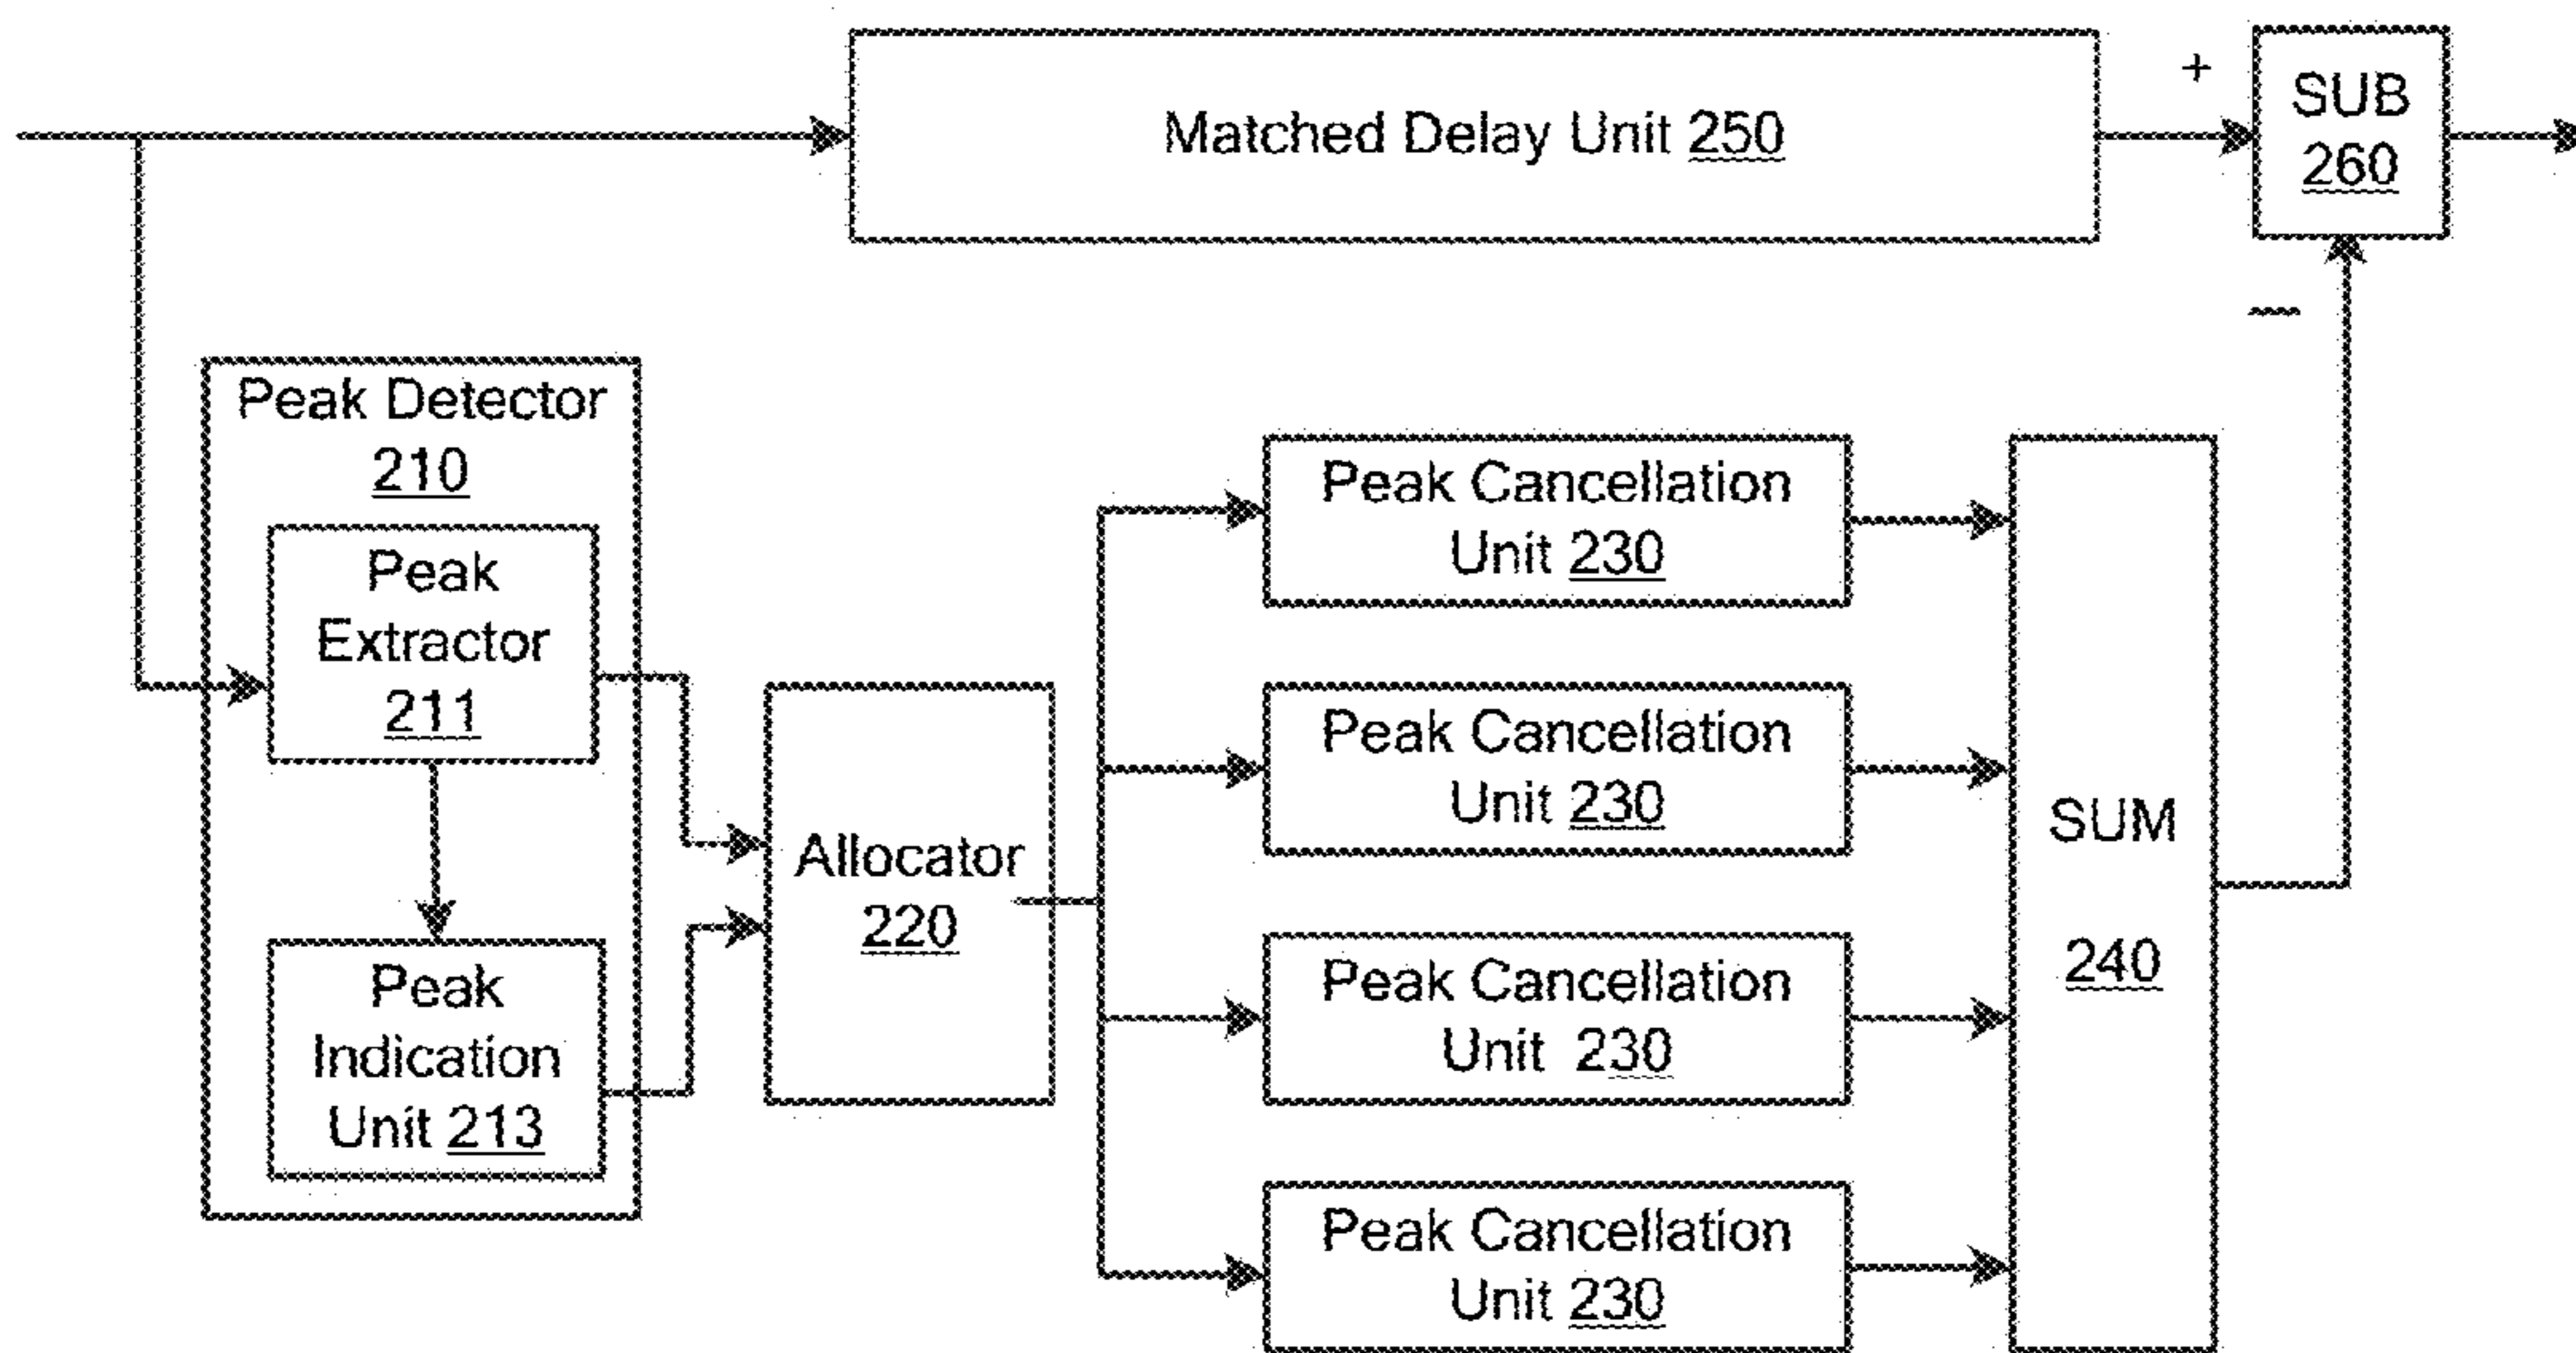 Matched Delay Unit 250
+
SUB
260
−
Peak Detector
210
Peak
Extractor
211
Peak
Indication
Unit 213
Allocator
220
Peak Cancellation
Unit 230
Peak Cancellation
Unit 230
Peak Cancellation
Unit 230
Peak Cancellation
Unit 230
SUM
240